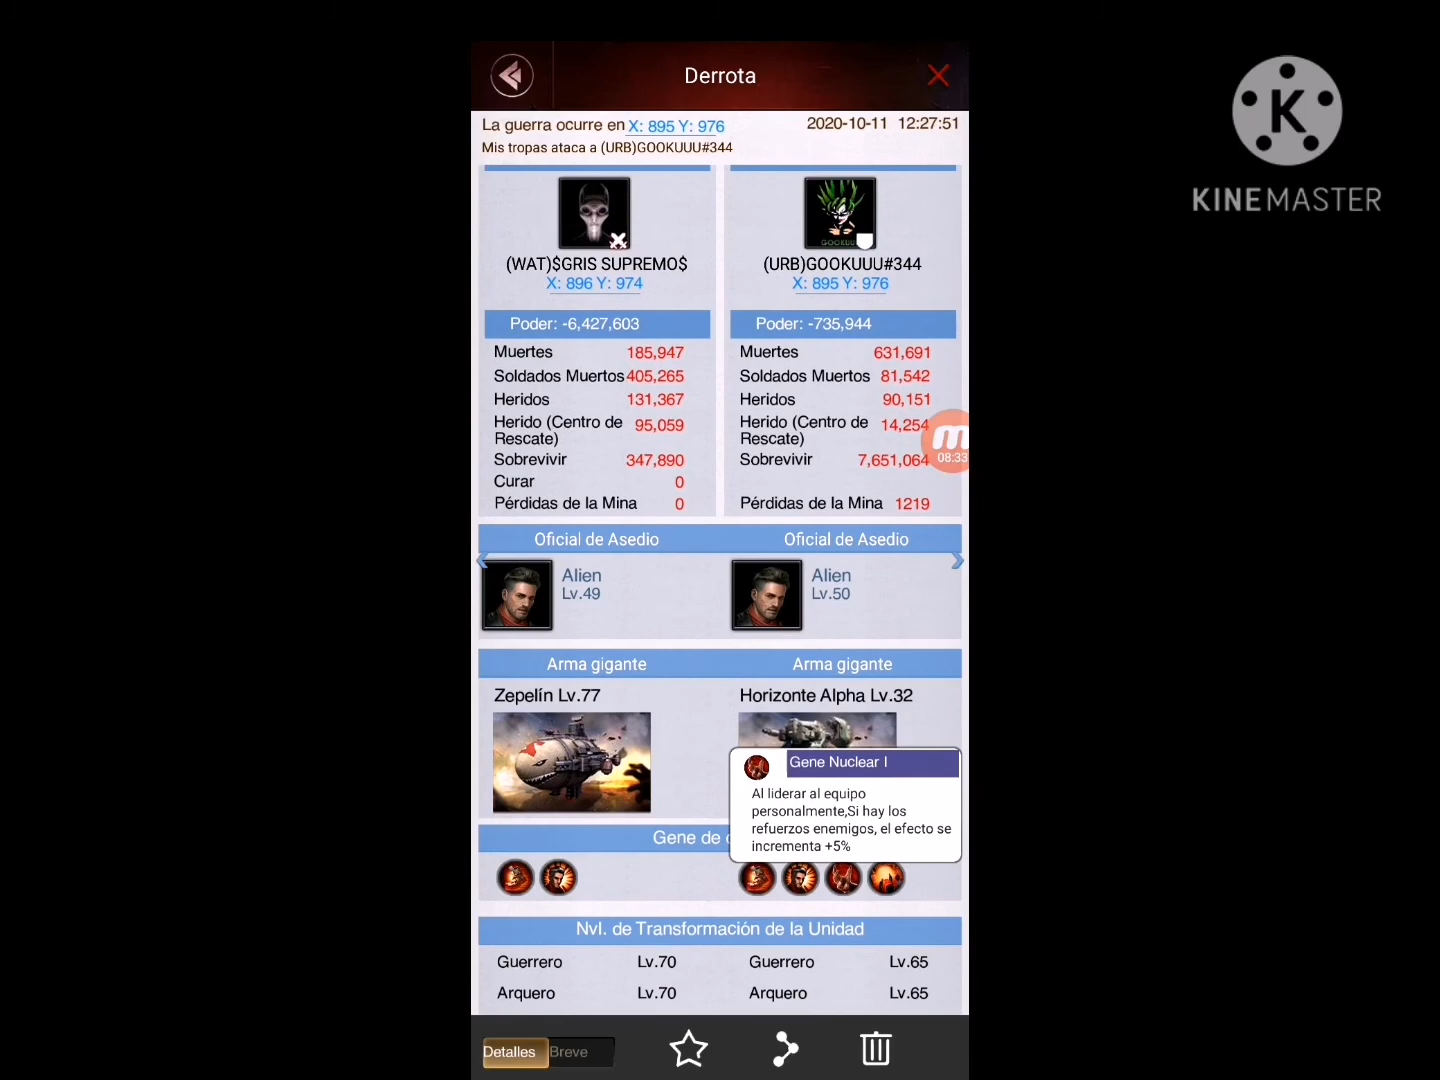 Derrota
La guerra ocurre en X: 895 Y: 976 2020-10-11 12:27:51
Mis tropas ataca a (URB)GOOKUUU#344
(WAT)$GRIS SUPREMO$ (URB)GOOKUUU#344
X: 896 Y: 974 X: 895 Y: 976
Poder: -6,427,603 Poder: -735,944
Muertes 185,947 Muertes 631,691
Soldados Muertos 405,265 Soldados Muertos 81,542
Heridos 131,367 Heridos 90,151
Herido (Centro de Rescate) 95,059 Herido (Centro de Rescate) 14,254
Sobrevivir 347,890 Sobrevivir 7,651,064
Curar 0
Pérdidas de la Mina 0 Pérdidas de la Mina 1219
08:33
Oficial de Asedio Oficial de Asedio
Alien Alien
Lv.49 Lv.50
Arma gigante Arma gigante
Zepelín Lv.77 Horizonte Alpha Lv.32
Gene Nuclear I
Al liderar al equipo
personalmente,Si hay los
refuerzos enemigos, el efecto se
incrementa +5%
Gene de
Nvl. de Transformación de la Unidad
Guerrero Lv.70 Guerrero Lv.65
Arquero Lv.70 Arquero Lv.65
Detalles Breve
K
KINEMASTER